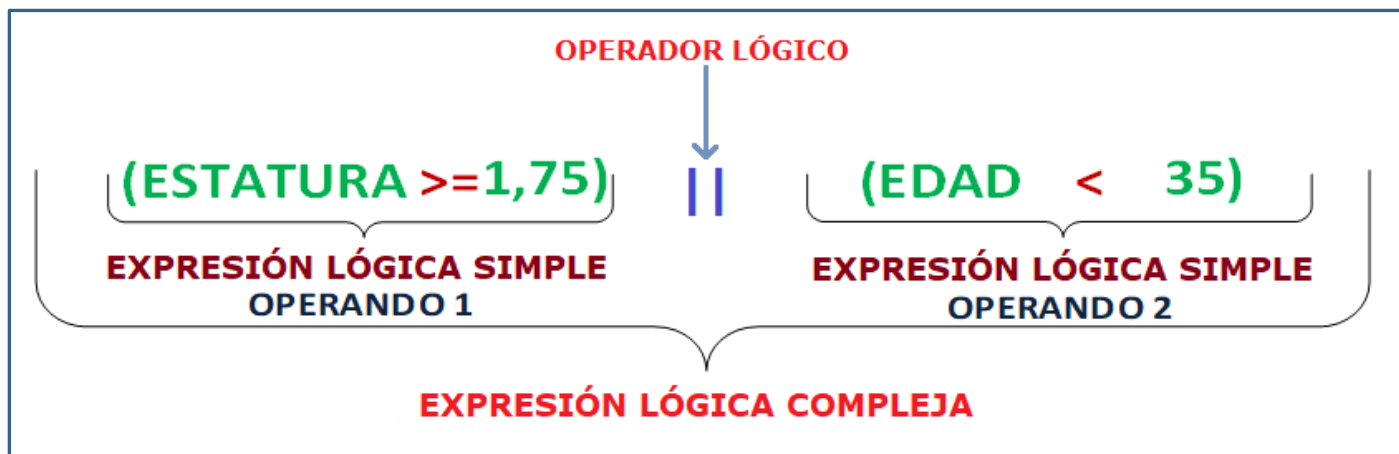 OPERADOR LÓGICO
(ESTATURA >=1,75) || (EDAD < 35)
EXPRESIÓN LÓGICA SIMPLE EXPRESIÓN LÓGICA SIMPLE
OPERANDO 1 OPERANDO 2
EXPRESIÓN LÓGICA COMPLEJA